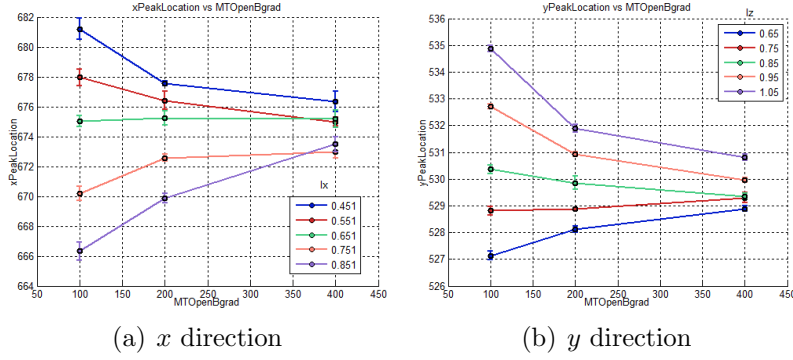 xPeakLocation vs MTOpenBgrad
682
680
678
676
674
672
670
668
666
664
xPeakLocation
50 100 150 200 250 300 350 400 450
MTOpenBgrad
Ix
0.451
0.551
0.651
0.751
0.851
(a) x direction
yPeakLocation vs MTOpenBgrad
536
535
534
533
532
531
530
529
528
527
526
yPeakLocation
50 100 150 200 250 300 350 400 450
MTOpenBgrad
Iz
0.65
0.75
0.85
0.95
1.05
(b) y direction